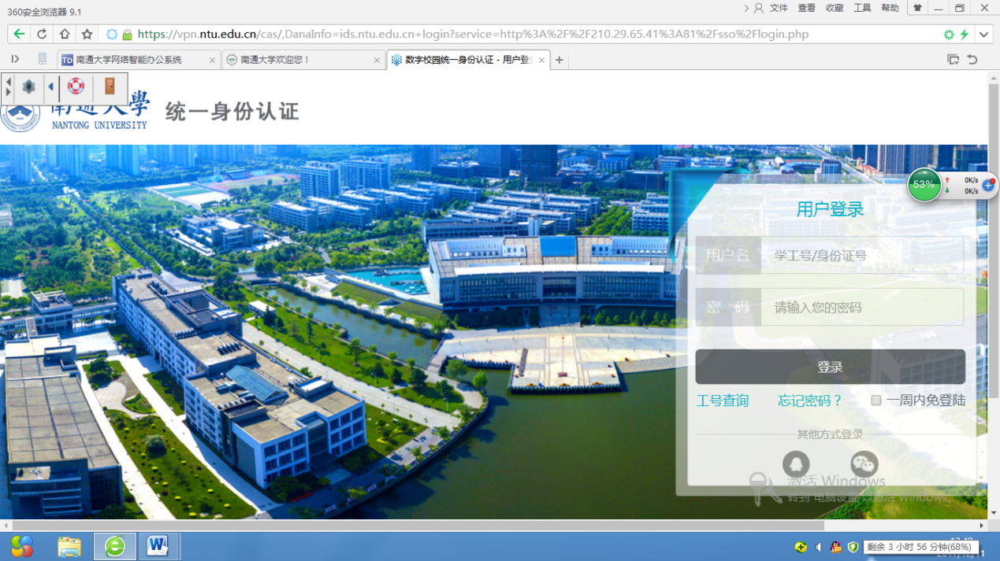 360安全浏览器 9.1
文件 查看 收藏 工具 帮助
https://vpn.ntu.edu.cn/cas/,DanaInfo=ids.ntu.edu.cn+login?service=http%3A%2F%2F210.29.65.41%3A81%2Fsso%2Flogin.php
TD 南通大学网络智能办公系统
南通大学欢迎您！
数字校园统一身份认证 - 用户登
南通大學 统一身份认证
NANTONG UNIVERSITY
53%
0K/s
0K/s
用户登录
用户名 学工号/身份证号
密 码 请输入您的密码
登录
工号查询 忘记密码？ 一周内免登陆
其他方式登录
激活 Windows
转到"电脑设置"以激活 Windows。
剩余 3 小时 56 分钟(68%)